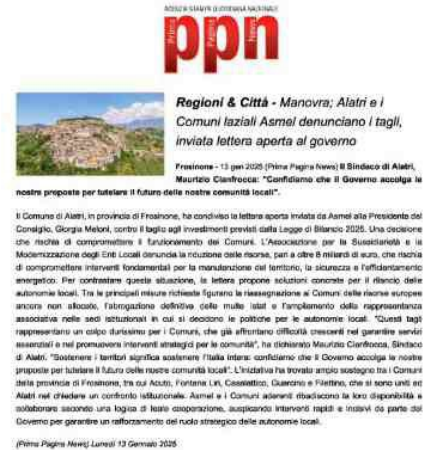 AGENZIA STAMPA QUOTIDIANA NAZIONALE
ppn
Prima Pagina News
Regioni & Città - Manovra; Alatri e i
Comuni laziali Asmel denunciano i tagli,
inviata lettera aperta al governo
Frosinone - 13 gen 2025 (Prima Pagina News) Il Sindaco di Alatri,
Maurizio Cianfrocca: "Confidiamo che il Governo accolga le
nostre proposte per tutelare il futuro delle nostre comunità locali".
Il Comune di Alatri, in provincia di Frosinone, ha condiviso la lettera aperta inviata da Asmel alla Presidente del
Consiglio, Giorgia Meloni, contro il taglio agli investimenti previsti dalla Legge di Bilancio 2025. Una decisione
che rischia di compromettere il funzionamento dei Comuni. L'Associazione per la Sussidiarietà e la
Modernizzazione degli Enti Locali denuncia la riduzione delle risorse, pari a oltre 8 miliardi di euro, che rischia
di compromettere interventi fondamentali per la manutenzione del territorio, la sicurezza e l'efficientamento
energetico. Per contrastare questa situazione, la lettera propone soluzioni concrete per il rilancio delle
autonomie locali. Tra le principali misure richieste figurano la riassegnazione ai Comuni delle risorse europee
ancora non allocate, l'abrogazione definitiva delle multe Istat e l'ampliamento della rappresentanza
associativa nelle sedi istituzionali in cui si decidono le politiche per le autonomie locali. "Questi tagli
rappresentano un colpo durissimo per i Comuni, che già affrontano difficoltà crescenti nel garantire servizi
essenziali e nel promuovere interventi strategici per le comunità", ha dichiarato Maurizio Cianfrocca, Sindaco
di Alatri. "Sostenere i territori significa sostenere l'Italia intera: confidiamo che il Governo accolga le nostre
proposte per tutelare il futuro delle nostre comunità locali". L'iniziativa ha trovato ampio sostegno tra i Comuni
della provincia di Frosinone, tra cui Acuto, Fontana Liri, Casalattico, Guarcino e Filettino, che si sono uniti ad
Alatri nel chiedere un confronto istituzionale. Asmel e i Comuni aderenti ribadiscono la loro disponibilità a
collaborare secondo una logica di leale cooperazione, auspicando interventi rapidi e incisivi da parte del
Governo per garantire un rafforzamento del ruolo strategico delle autonomie locali.
(Prima Pagina News) Lunedì 13 Gennaio 2025